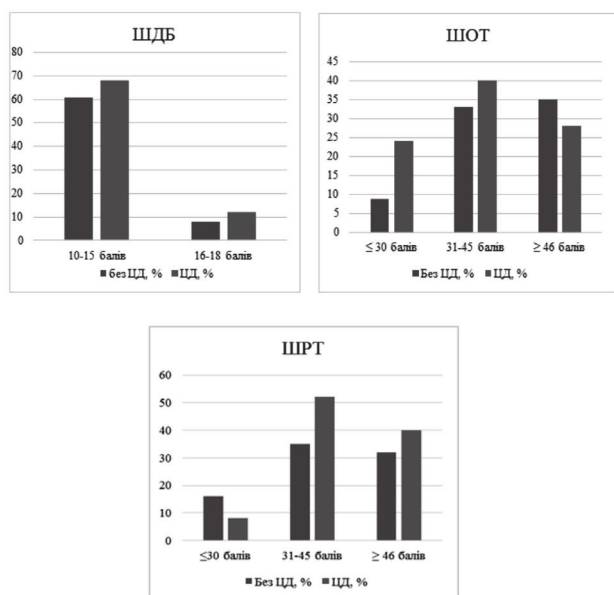 ШДБ
80
70
60
50
40
30
20
10
0
10-15 балів 16-18 балів
без ЦД, % ЦД, %
ШОТ
45
40
35
30
25
20
15
10
5
0
≤ 30 балів 31-45 балів ≥ 46 балів
Без ЦД, % ЦД, %
ШРТ
60
50
40
30
20
10
0
≤30 балів 31-45 балів ≥ 46 балів
Без ЦД, % ЦД, %